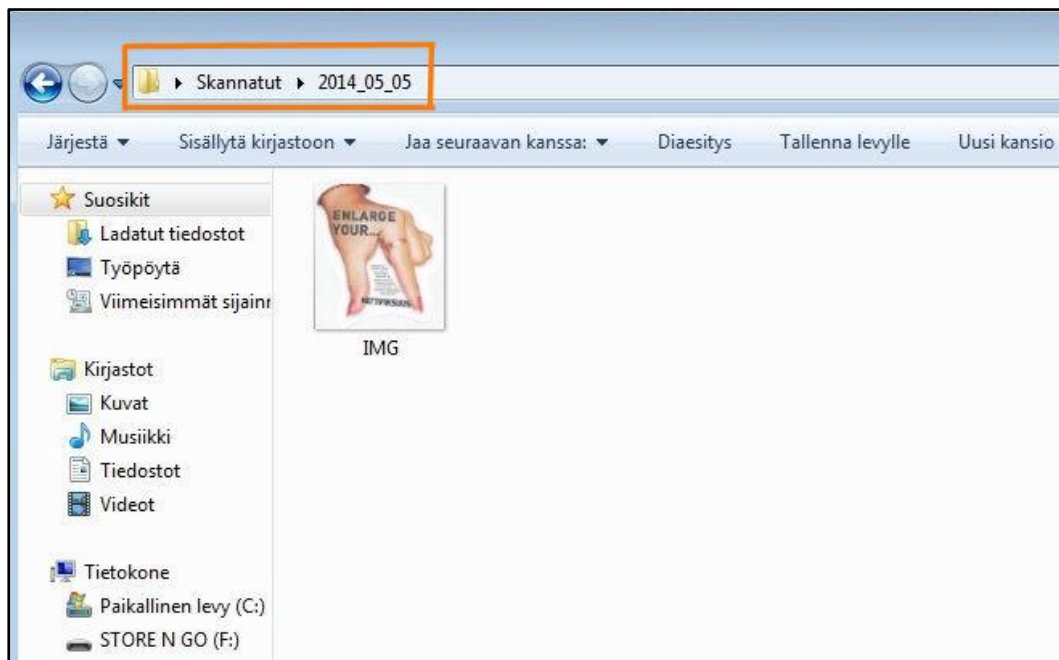 Skannatut 2014_05_05
Järjestä Sisällytä kirjastoon Jaa seuraavan kanssa: Diaesitys Tallenna levylle Uusi kansio
Suosikit
Ladatut tiedostot
Työpöytä
Viimeisimmät sijainn
Kirjastot
Kuvat
Musiikki
Tiedostot
Videot
Tietokone
Paikallinen levy (C:)
STORE N GO (F:)
ENLARGE
YOUR...
IMG